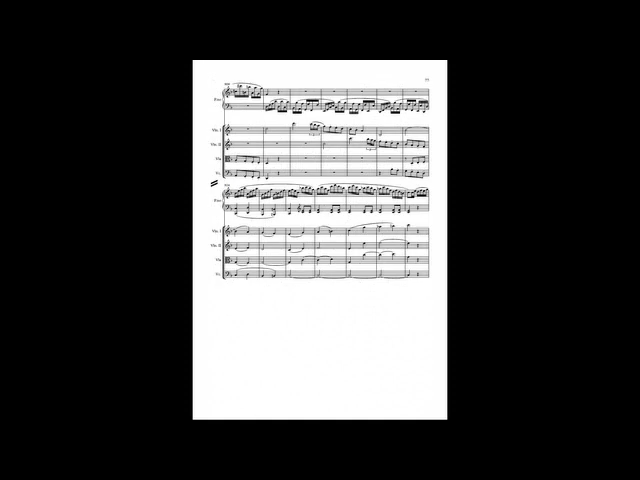 Pno
Vln. I
Vln. II
Vla
Vc.
Pno
Vln. I
Vln. II
Vla
Vc.